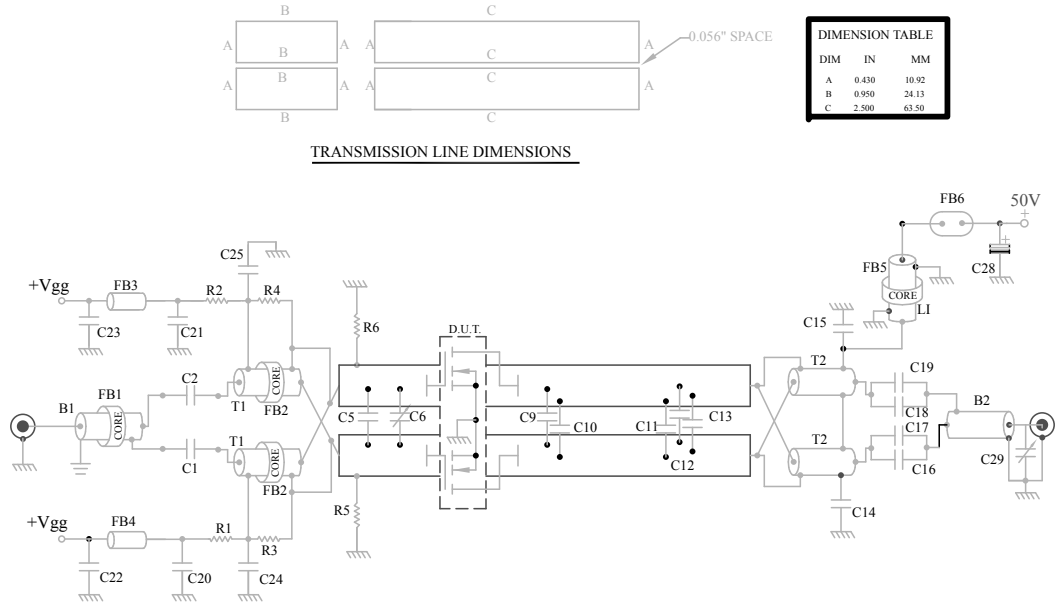 B C
A A A 0.056" SPACE
B C
B C
A A A
B C
TRANSMISSION LINE DIMENSIONS
DIMENSION TABLE
DIM IN MM
A 0.430 10.92
B 0.950 24.13
C 2.500 63.50
FB6 50V
+
+
C28
FB5
CORE
LI
C25
+Vgg FB3 R2 R4
C23 C21
R6
D.U.T.
C15
T2
C19
C18
C17
C16
B2
C29
C2
CORE
T1 FB2
B1 FB1
CORE
C5 C6 C9 C10 C11 C13
C12
T1
C1
CORE
FB2
T2
C14
R5
+Vgg FB4 R1
R3
C22 C20 C24